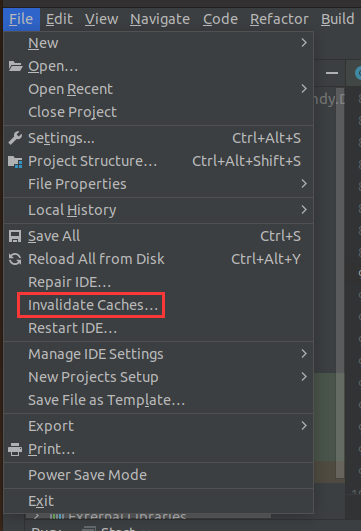 File Edit View Navigate Code Refactor Build
New
Open...
Open Recent
Close Project
Settings... Ctrl+Alt+S
Project Structure... Ctrl+Alt+Shift+S
File Properties
Local History
Save All Ctrl+S
Reload All from Disk Ctrl+Alt+Y
Repair IDE...
Invalidate Caches...
Restart IDE...
Manage IDE Settings
New Projects Setup
Save File as Template...
Export
Print...
Power Save Mode
Exit
External Libraries